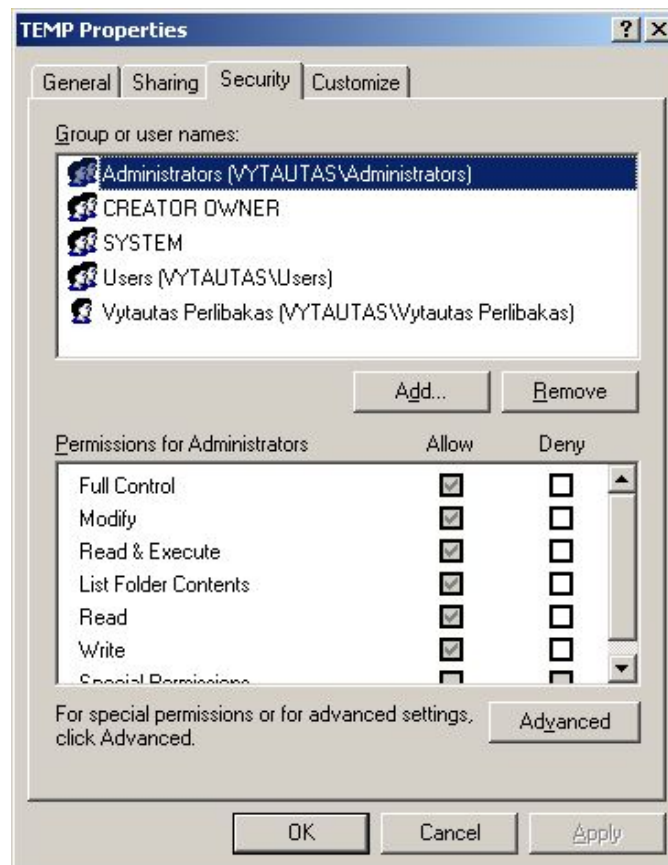 TEMP Properties
General Sharing Security Customize
Group or user names:
Administrators (VYTAUTAS\Administrators)
CREATOR OWNER
SYSTEM
Users (VYTAUTAS\Users)
Vytautas Perlibakas (VYTAUTAS\Vytautas Perlibakas)
Add... Remove
Permissions for Administrators Allow Deny
Full Control
Modify
Read & Execute
List Folder Contents
Read
Write
Special Permissions
For special permissions or for advanced settings, Advanced
click Advanced.
OK Cancel Apply